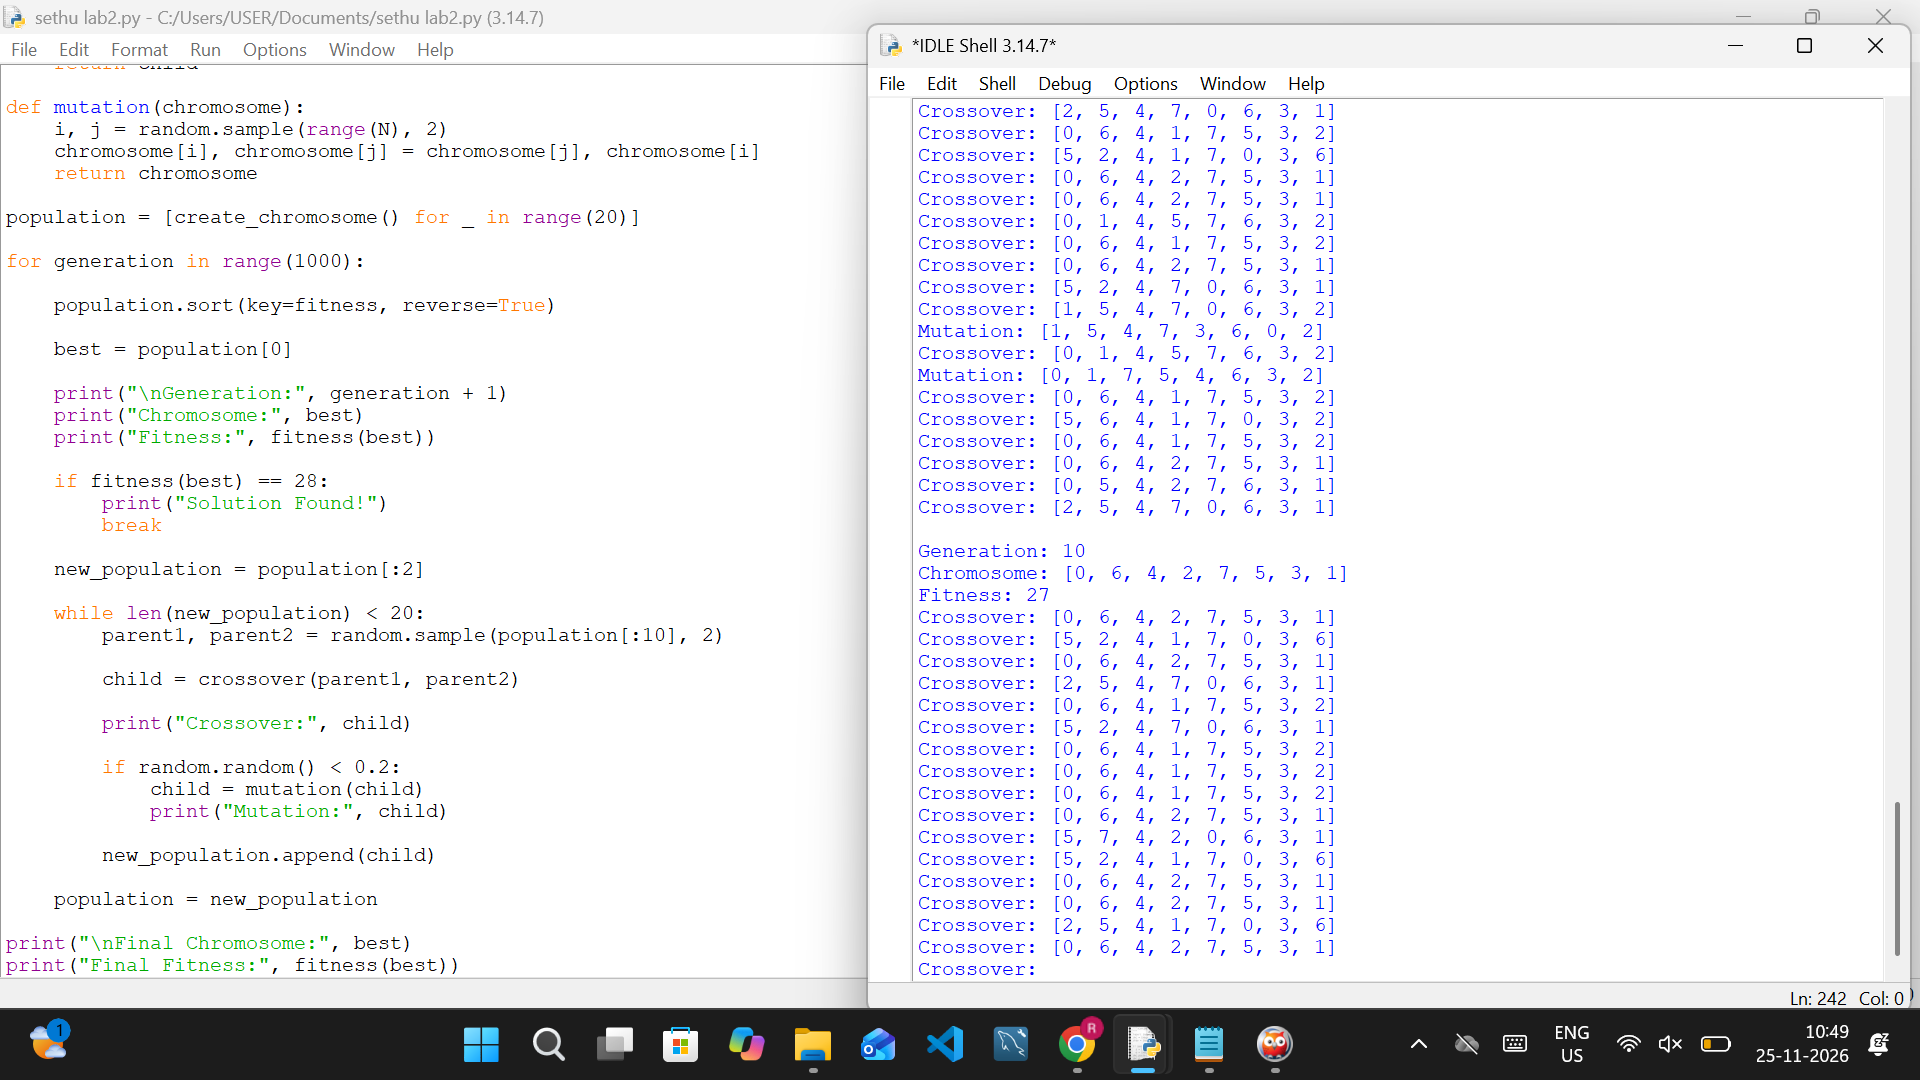 sethu lab2.py - C:/Users/USER/Documents/sethu lab2.py (3.14.7)
File Edit Format Run Options Window Help
return child
def mutation(chromosome):
    i, j = random.sample(range(N), 2)
    chromosome[i], chromosome[j] = chromosome[j], chromosome[i]
    return chromosome
population = [create_chromosome() for _ in range(20)]
for generation in range(1000):
    population.sort(key=fitness, reverse=True)
    best = population[0]
    print("\nGeneration:", generation + 1)
    print("Chromosome:", best)
    print("Fitness:", fitness(best))
    if fitness(best) == 28:
        print("Solution Found!")
        break
    new_population = population[:2]
    while len(new_population) < 20:
        parent1, parent2 = random.sample(population[:10], 2)
        child = crossover(parent1, parent2)
        print("Crossover:", child)
        if random.random() < 0.2:
            child = mutation(child)
            print("Mutation:", child)
        new_population.append(child)
    population = new_population
print("\nFinal Chromosome:", best)
print("Final Fitness:", fitness(best))
*IDLE Shell 3.14.7*
File Edit Shell Debug Options Window Help
Crossover: [2, 5, 4, 7, 0, 6, 3, 1]
Crossover: [0, 6, 4, 1, 7, 5, 3, 2]
Crossover: [5, 2, 4, 1, 7, 0, 3, 6]
Crossover: [0, 6, 4, 2, 7, 5, 3, 1]
Crossover: [0, 6, 4, 2, 7, 5, 3, 1]
Crossover: [0, 1, 4, 5, 7, 6, 3, 2]
Crossover: [0, 6, 4, 1, 7, 5, 3, 2]
Crossover: [0, 6, 4, 2, 7, 5, 3, 1]
Crossover: [5, 2, 4, 7, 0, 6, 3, 1]
Crossover: [1, 5, 4, 7, 0, 6, 3, 2]
Mutation: [1, 5, 4, 7, 3, 6, 0, 2]
Crossover: [0, 1, 4, 5, 7, 6, 3, 2]
Mutation: [0, 1, 7, 5, 4, 6, 3, 2]
Crossover: [0, 6, 4, 1, 7, 5, 3, 2]
Crossover: [5, 6, 4, 1, 7, 0, 3, 2]
Crossover: [0, 6, 4, 1, 7, 5, 3, 2]
Crossover: [0, 6, 4, 2, 7, 5, 3, 1]
Crossover: [0, 5, 4, 2, 7, 6, 3, 1]
Crossover: [2, 5, 4, 7, 0, 6, 3, 1]
Generation: 10
Chromosome: [0, 6, 4, 2, 7, 5, 3, 1]
Fitness: 27
Crossover: [0, 6, 4, 2, 7, 5, 3, 1]
Crossover: [5, 2, 4, 1, 7, 0, 3, 6]
Crossover: [0, 6, 4, 2, 7, 5, 3, 1]
Crossover: [2, 5, 4, 7, 0, 6, 3, 1]
Crossover: [0, 6, 4, 1, 7, 5, 3, 2]
Crossover: [5, 2, 4, 7, 0, 6, 3, 1]
Crossover: [0, 6, 4, 1, 7, 5, 3, 2]
Crossover: [0, 6, 4, 1, 7, 5, 3, 2]
Crossover: [0, 6, 4, 1, 7, 5, 3, 2]
Crossover: [0, 6, 4, 2, 7, 5, 3, 1]
Crossover: [5, 7, 4, 2, 0, 6, 3, 1]
Crossover: [5, 2, 4, 1, 7, 0, 3, 6]
Crossover: [0, 6, 4, 2, 7, 5, 3, 1]
Crossover: [0, 6, 4, 2, 7, 5, 3, 1]
Crossover: [2, 5, 4, 1, 7, 0, 3, 6]
Crossover: [0, 6, 4, 2, 7, 5, 3, 1]
Crossover:
Ln: 242 Col: 0
1
R
ENG
US
10:49
25-11-2026